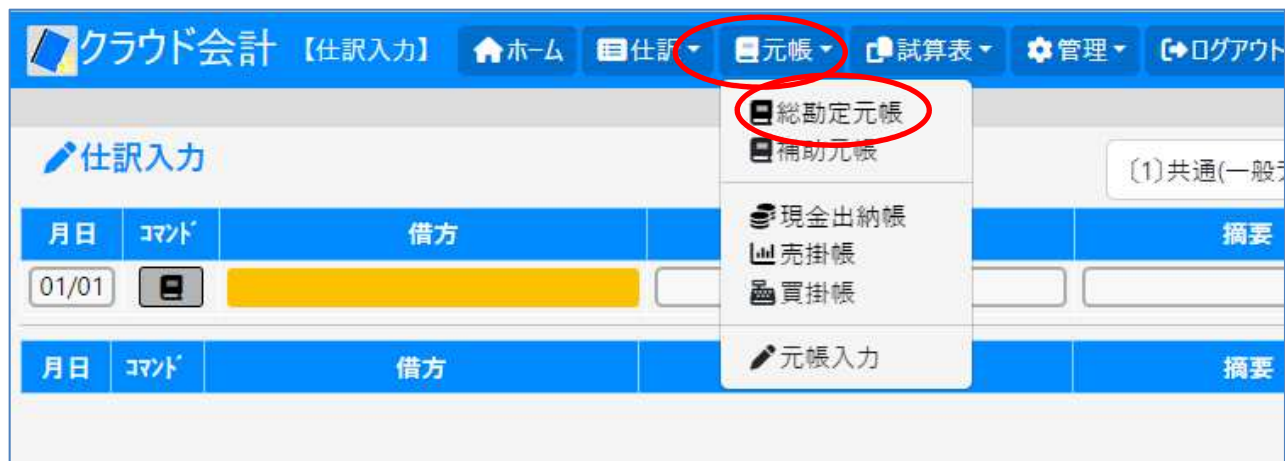 クラウド会計 【仕訳入力】 ホーム 仕訳 元帳 試算表 管理 ログアウト
総勘定元帳
補助元帳
仕訳入力
〔1〕共通(一般
現金出納帳
月日 コマンド 借方 摘要
売掛帳
01/01
買掛帳
元帳入力
月日 コマンド 借方 摘要